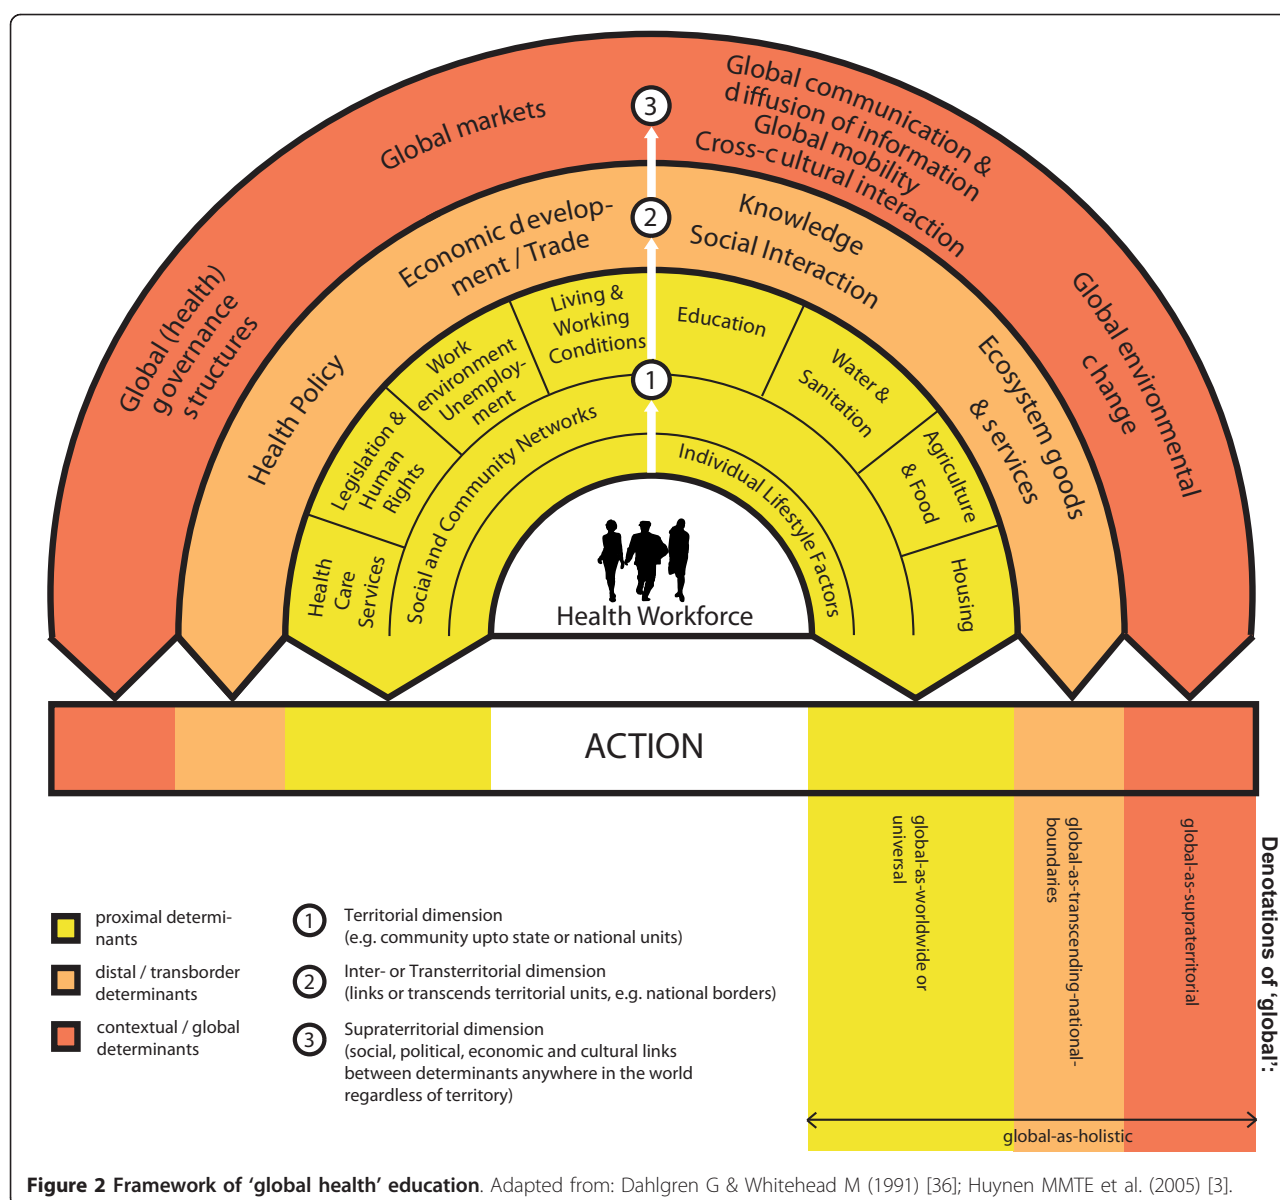 Global (health)
governance
structures
Global markets
3
Global communication &
diffusion of information
Global mobility
Cross-cultural interaction
Global environmental
change
Health Policy
Economic develop-
ment / Trade
2
Knowledge
Social Interaction
Ecosystem goods
& services
Health
Care
Services
Legislation &
Human
Rights
Work
environment
Unemploy-
ment
Living &
Working
Conditions
Education
Water &
Sanitation
Agriculture
& Food
Housing
1
Social and Community Networks
Individual Lifestyle Factors
Health Workforce
ACTION
proximal determi-
nants
distal / transborder
determinants
contextual / global
determinants
1
Territorial dimension
(e.g. community upto state or national units)
2
Inter- or Transterritorial dimension
(links or transcends territorial units, e.g. national borders)
3
Supraterritorial dimension
(social, political, economic and cultural links
between determinants anywhere in the world
regardless of territory)
global-as-worldwide or
universal
global-as-transcending-national-
boundaries
global-as-supraterritorial
Denotations of ‘global’:
global-as-holistic
Figure 2 Framework of ‘global health’ education. Adapted from: Dahlgren G & Whitehead M (1991) [36]; Huynen MMTE et al. (2005) [3].